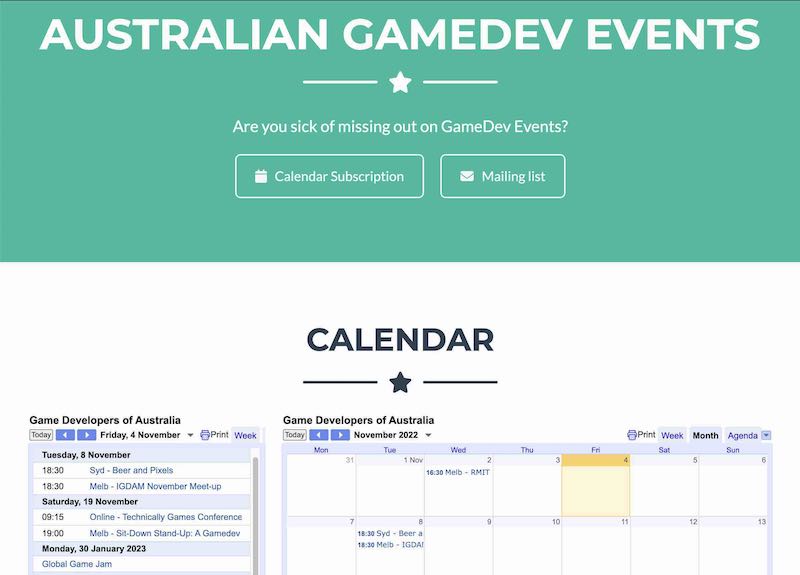 AUSTRALIAN GAMEDEV EVENTS
Are you sick of missing out on GameDev Events?
Calendar Subscription
Mailing list
CALENDAR
Game Developers of Australia
Today Friday, 4 November Print Week
Tuesday, 8 November
18:30 Syd - Beer and Pixels
18:30 Melb - IGDAM November Meet-up
Saturday, 19 November
09:15 Online - Technically Games Conference
19:00 Melb - Sit-Down Stand-Up: A Gamedev
Monday, 30 January 2023
Global Game Jam
Game Developers of Australia
Today November 2022 Print Week Month Agenda
Mon Tue Wed Thu Fri Sat Sun
31 1 Nov 2 3 4 5 6
16:30 Melb - RMIT
7 8 9 10 11 12 13
18:30 Syd - Beer a
18:30 Melb - IGDA